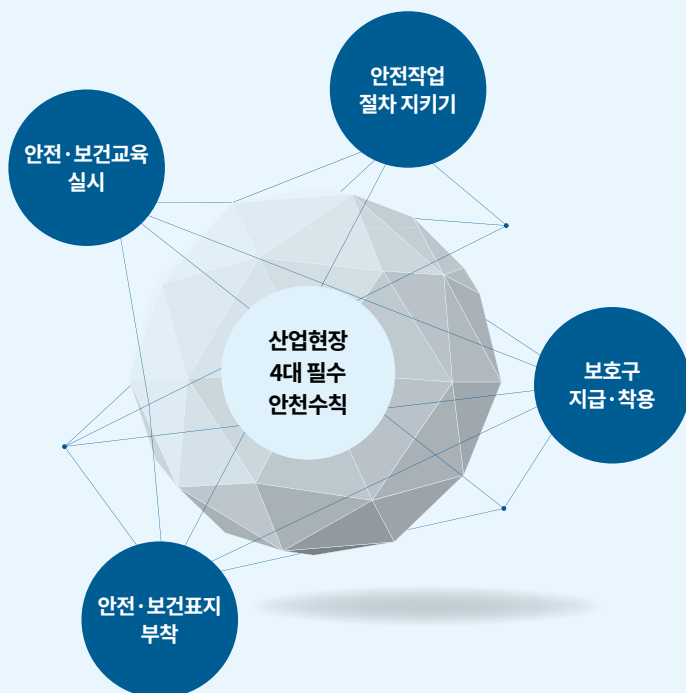 안전작업
절차 지키기
안전·보건교육
실시
산업현장
4대 필수
안천수칙
보호구
지급·착용
안전·보건표지
부착